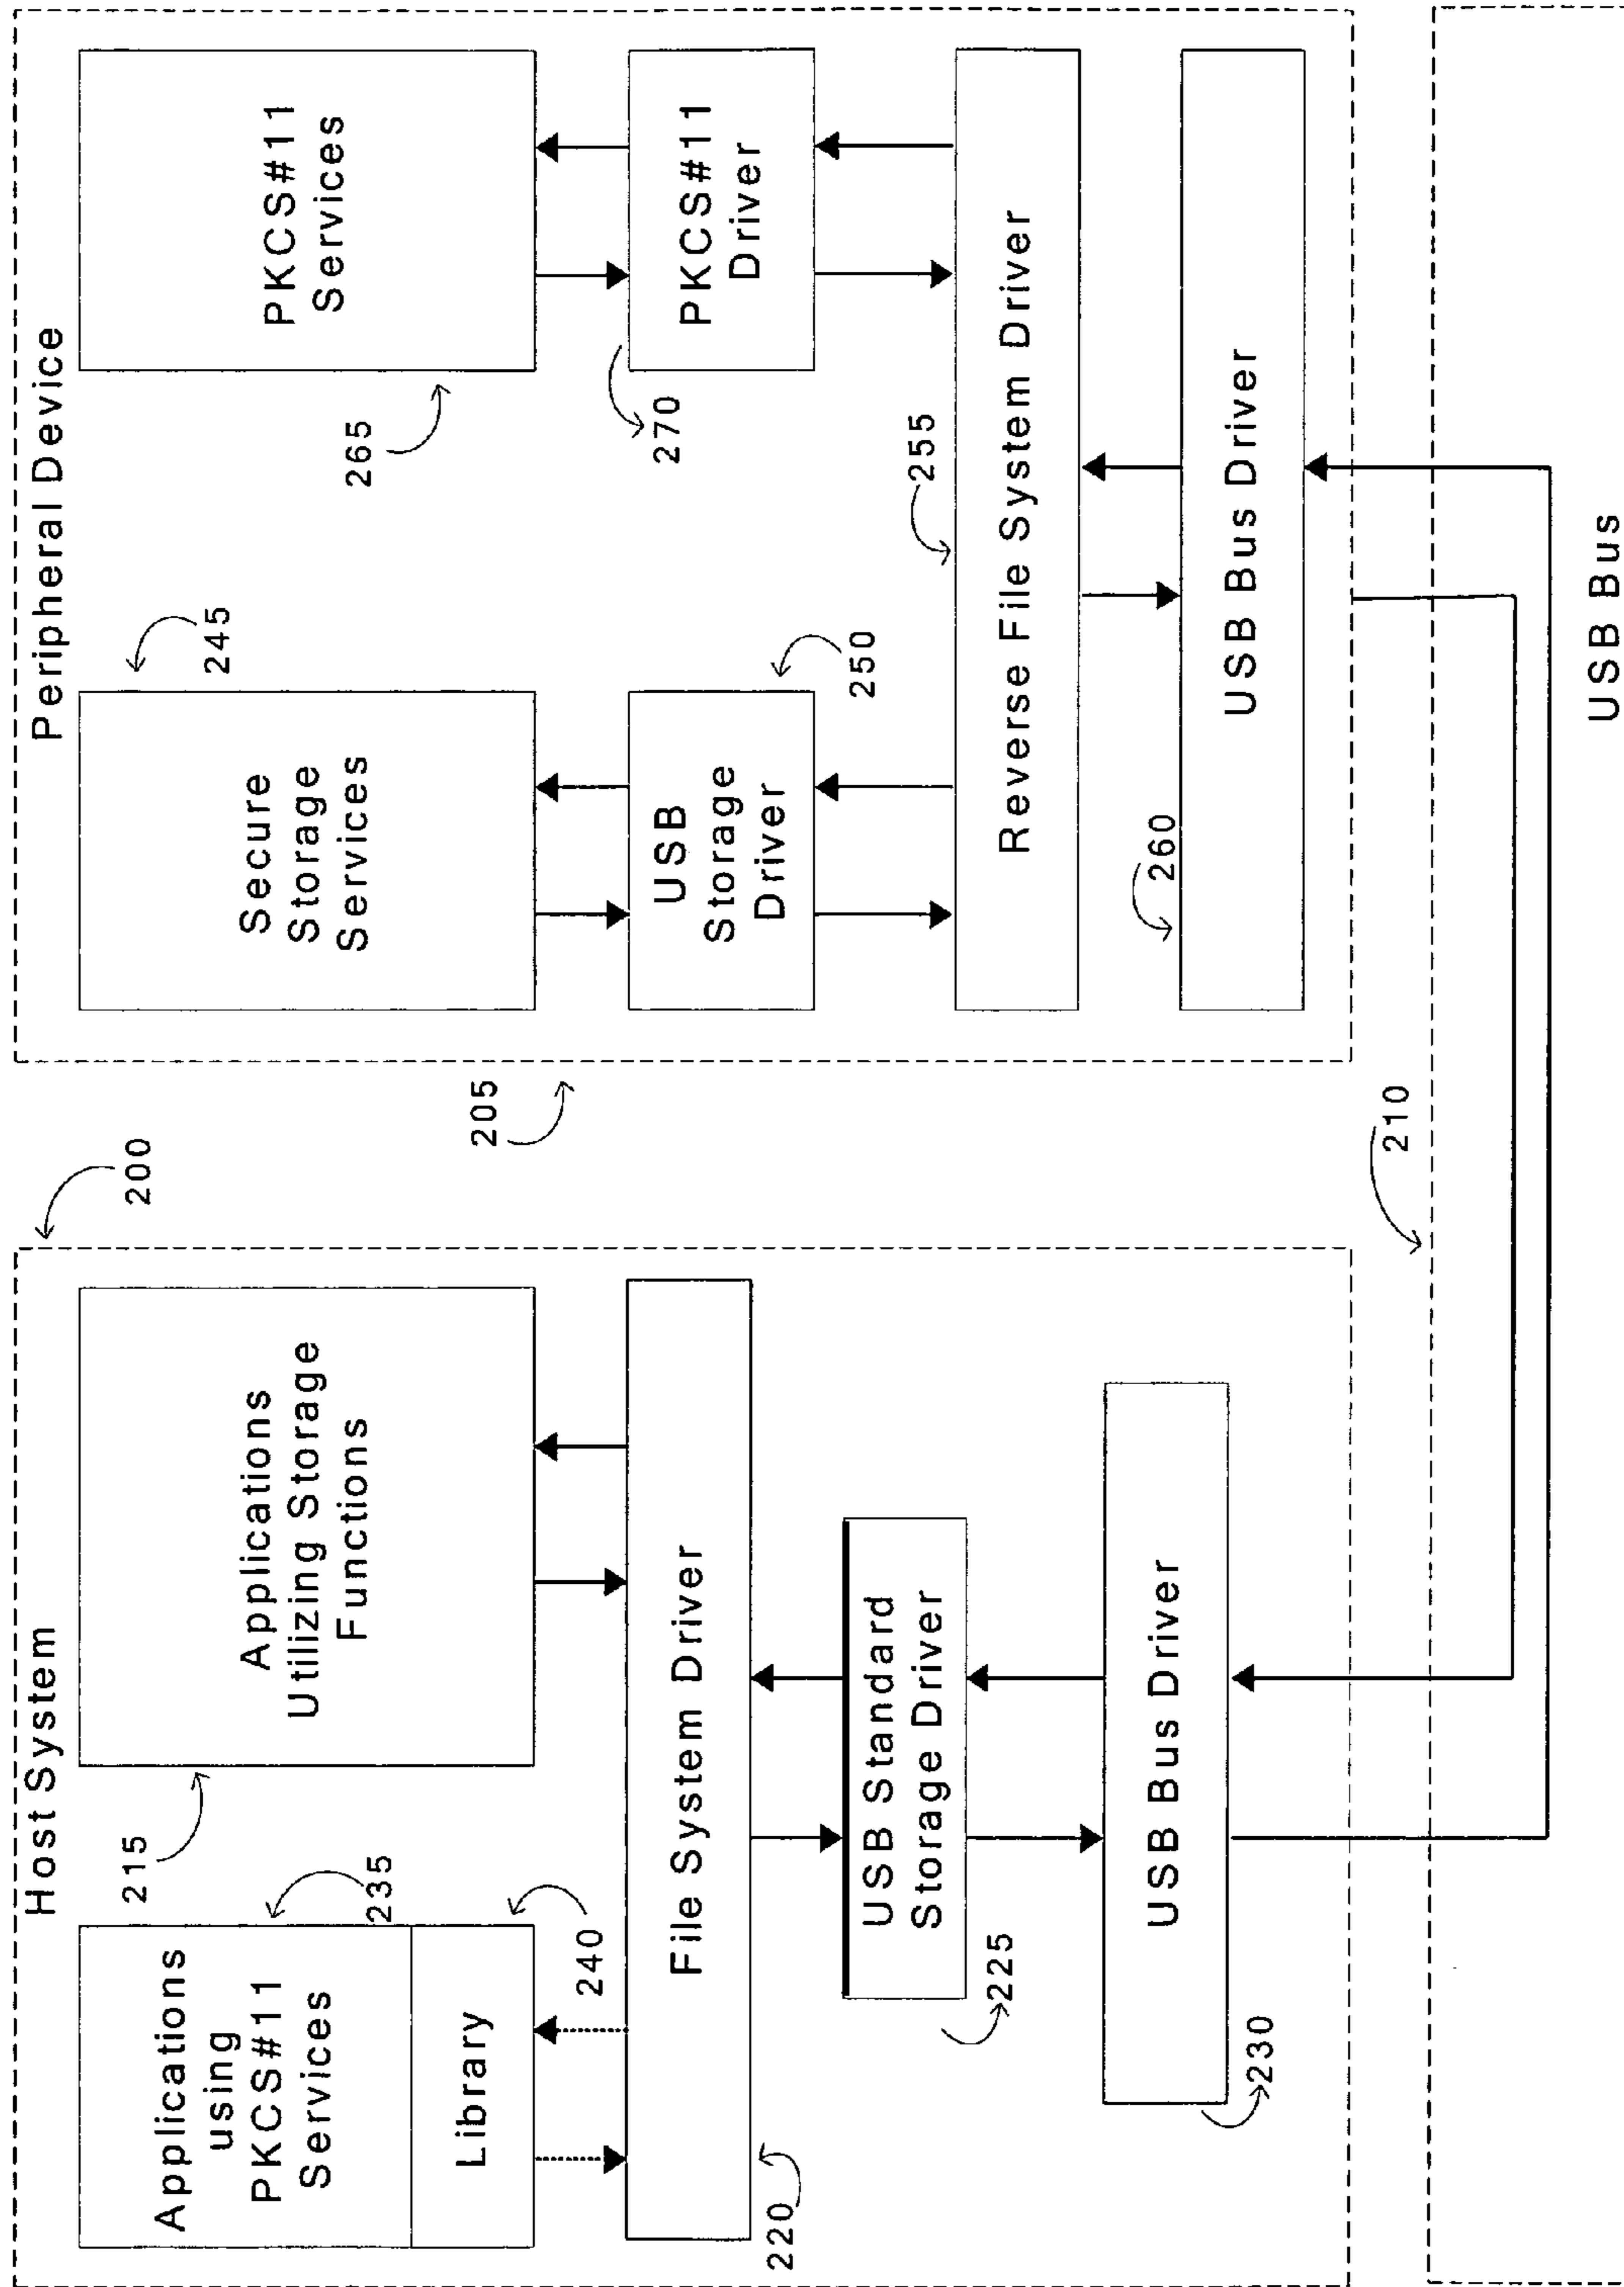 Host System
200
Applications
using
PKCS#11
Services
235
Library
240
Applications
Utilizing Storage
Functions
215
File System Driver
220
USB Standard
Storage Driver
225
USB Bus Driver
230
Peripheral Device
205
Secure
Storage
Services
245
PKCS#11
Services
265
USB
Storage
Driver
250
PKCS#11
Driver
270
Reverse File System Driver
255
USB Bus Driver
260
210
USB Bus